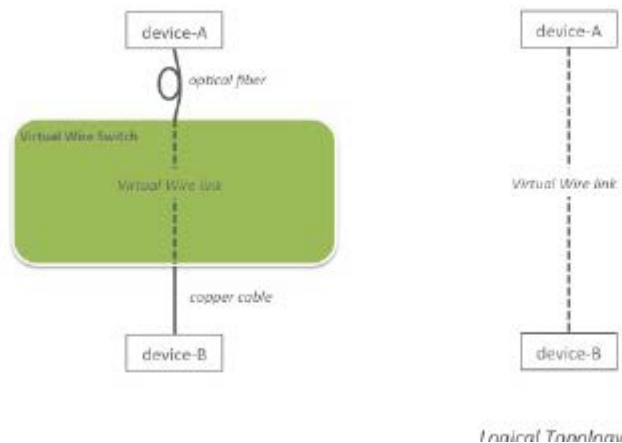 device-A
optical fiber
Virtual Wire Switch
Virtual Wire link
copper cable
device-B
device-A
Virtual Wire link
device-B
Logical Topology